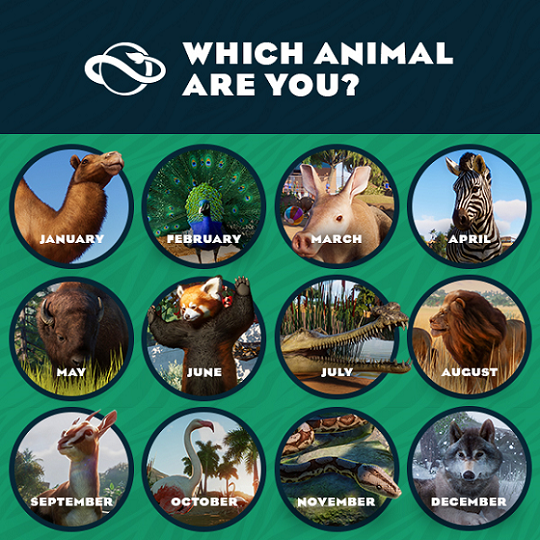 WHICH ANIMAL
ARE YOU?
JANUARY
FEBRUARY
MARCH
APRIL
MAY
JUNE
JULY
AUGUST
SEPTEMBER
OCTOBER
NOVEMBER
DECEMBER